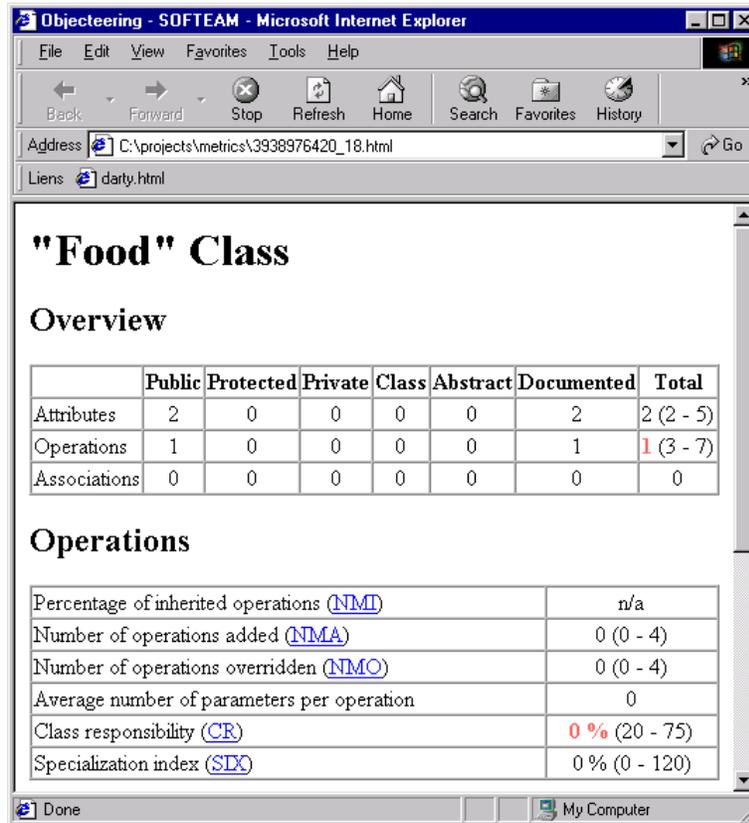 Objecteering - SOFTEAM - Microsoft Internet Explorer
File Edit View Favorites Tools Help
Back Forward Stop Refresh Home Search Favorites History »
Address C:\projects\metrics\3938976420_18.html Go
Liens darty.html
"Food" Class
Overview
Public Protected Private Class Abstract Documented Total
Attributes 2 0 0 0 0 2 2 (2 - 5)
Operations 1 0 0 0 0 1 1 (3 - 7)
Associations 0 0 0 0 0 0 0
Operations
Percentage of inherited operations (NMI) n/a
Number of operations added (NMA) 0 (0 - 4)
Number of operations overridden (NMO) 0 (0 - 4)
Average number of parameters per operation 0
Class responsibility (CR) 0 % (20 - 75)
Specialization index (SIX) 0 % (0 - 120)
Done My Computer